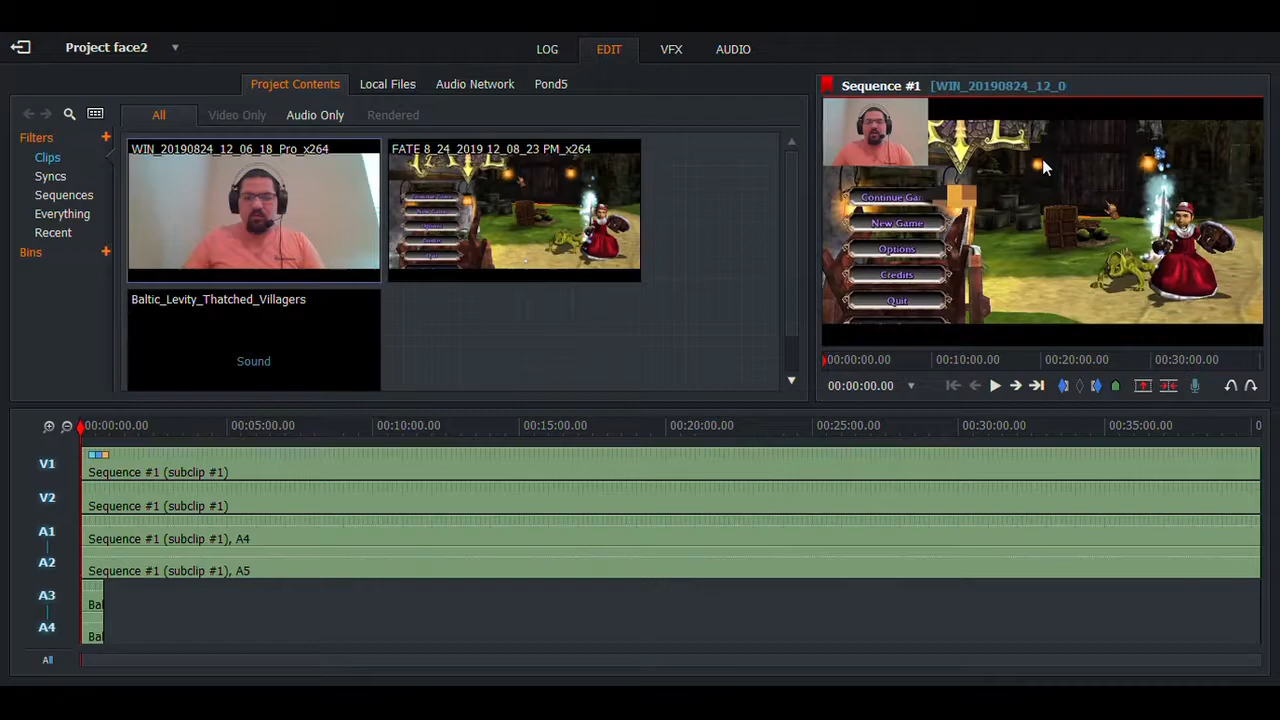 Project face2
LOG
EDIT
VFX
AUDIO
Project Contents
Local Files
Audio Network
Pond5
Sequence #1 [WIN_20190824_12_0
All
Video Only
Audio Only
Rendered
Filters
Clips
Syncs
Sequences
Everything
Recent
Bins
WIN_20190824_12_06_18_Pro_x264
FATE 8_24_2019 12_08_23 PM_x264
Baltic_Levity_Thatched_Villagers
Sound
Continue Ga
New Game
Options
Credits
Quit
00:00:00.00
00:10:00.00
00:20:00.00
00:30:00.00
00:00:00.00
00:00:00.00
00:05:00.00
00:10:00.00
00:15:00.00
00:20:00.00
00:25:00.00
00:30:00.00
00:35:00.00
0
V1
Sequence #1 (subclip #1)
V2
Sequence #1 (subclip #1)
A1
Sequence #1 (subclip #1), A4
A2
Sequence #1 (subclip #1), A5
A3
Bal
A4
Bal
All